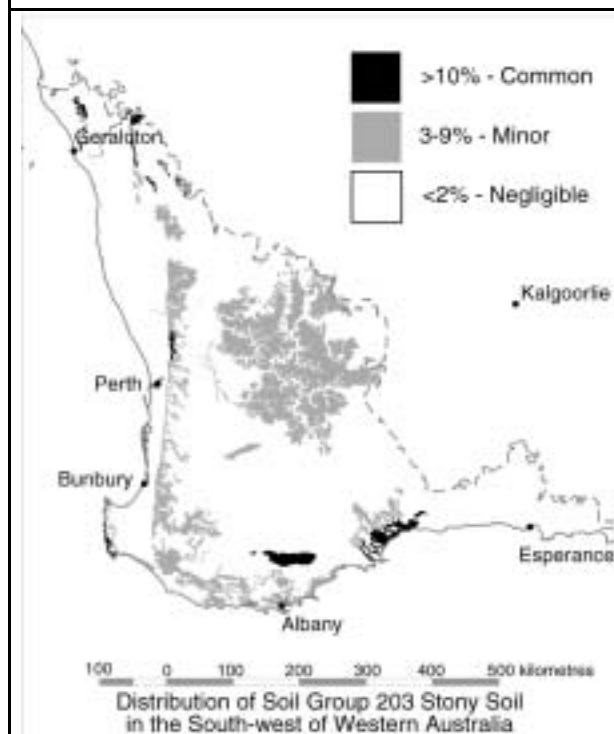 >10% - Common
Geraldton
3-9% - Minor
<2% - Negligible
Kalgoorlie
Perth
Bunbury
Esperance
Albany
100 0 100 200 300 400 500 kilometres
Distribution of Soil Group 203 Stony Soil
in the South-west of Western Australia